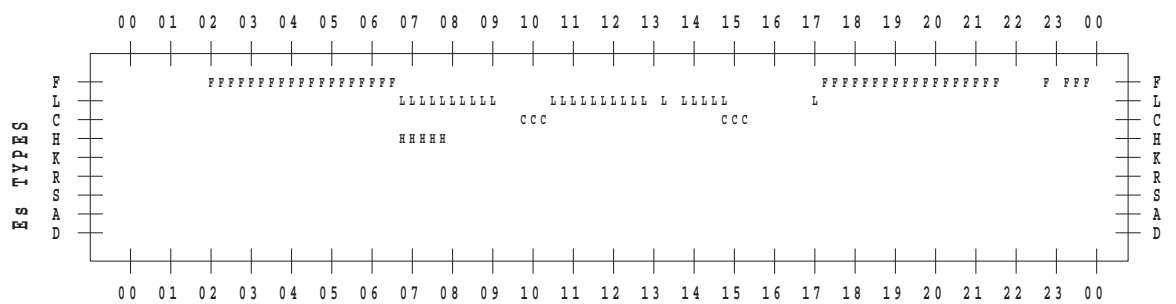 00 01 02 03 04 05 06 07 08 09 10 11 12 13 14 15 16 17 18 19 20 21 22 23 00
Es TYPES
F FFFFFFFFFFFFFFFFFFF FFFFFFFFFFFFFFFFFF F FFF F
L LLLLLLLLLL LLLLLLLLLL L LLLLL L L
C CCC CCC C
H HHHHH H
K K
R R
S S
A A
D D
00 01 02 03 04 05 06 07 08 09 10 11 12 13 14 15 16 17 18 19 20 21 22 23 00